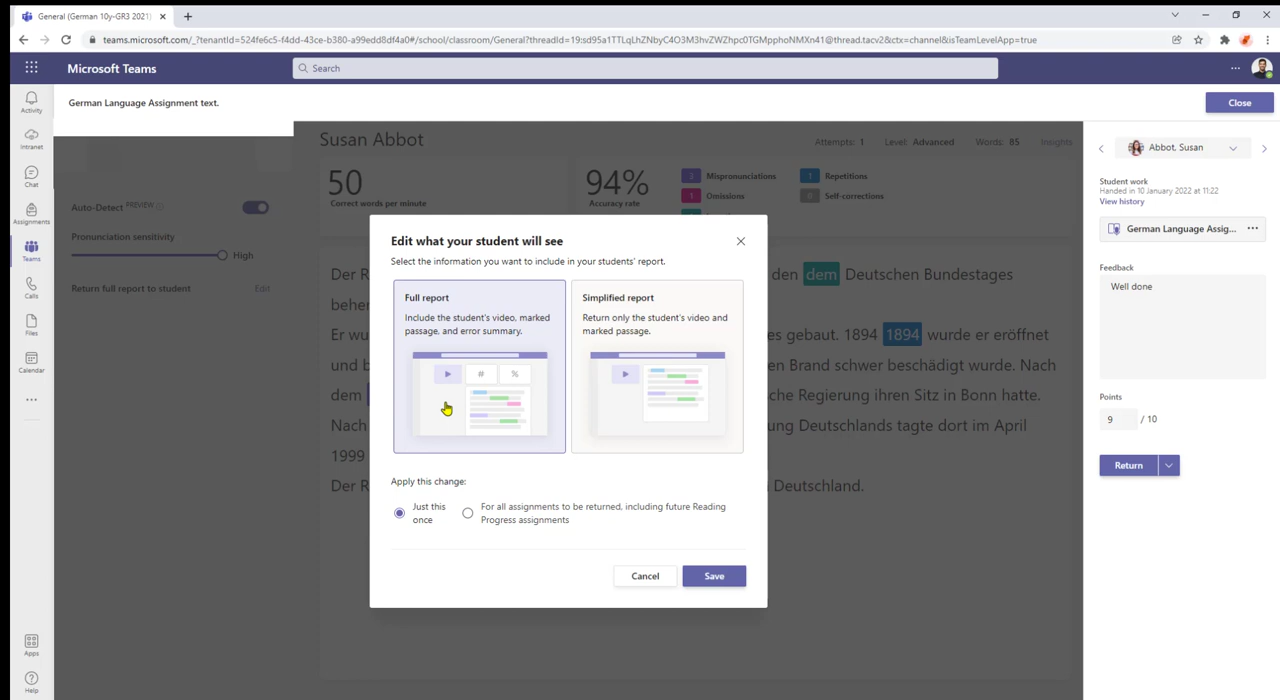 General (German 10y-GR3 2021)
teams.microsoft.com/_?tenantId=524fe6c5-f4dd-43ce-b380-a99edd8df4a0#/school/classroom/General?threadId=19:sd95a1TTLqLhZNbyC4O3M3hvZWZhpc0TGMpphoNMXn41@thread.tacv2&ctx=channel&isTeamLevelApp=true
Microsoft Teams
Search
Activity
Intranet
Chat
Assignments
Teams
Calls
Files
Calendar
Apps
Help
German Language Assignment text.
Close
Auto-Detect PREVIEW
Pronunciation sensitivity
High
Return full report to student
Edit
Susan Abbot
Attempts: 1 Level: Advanced Words: 85 Insights
50
Correct words per minute
94%
Accuracy rate
Mispronunciations
1 Omissions
1 Repetitions
0 Self-corrections
Der R
den dem Deutschen Bundestages
behe
Er wu
s gebaut. 1894 1894 wurde er eröffnet
und b
en Brand schwer beschädigt wurde. Nach
dem
che Regierung ihren Sitz in Bonn hatte.
Nach
ung Deutschlands tagte dort im April
1999
Der R
Deutschland.
Edit what your student will see
Select the information you want to include in your students' report.
Full report
Include the student's video, marked
passage, and error summary.
# %
Simplified report
Return only the student's video and
marked passage.
Apply this change:
Just this
once
For all assignments to be returned, including future Reading
Progress assignments
Cancel
Save
Abbot, Susan
Student work
Handed in 10 January 2022 at 11:22
View history
German Language Assig...
Feedback
Well done
Points
9 / 10
Return